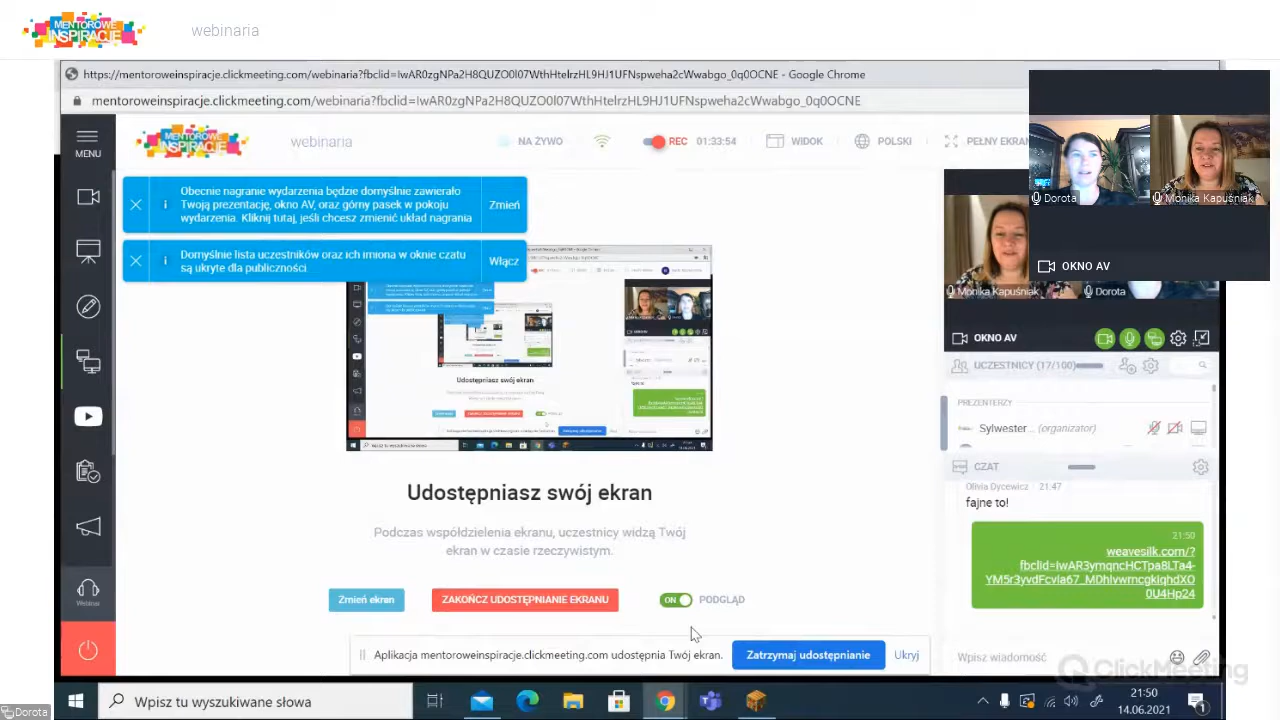 MENTOROWE
INSPIRACJE
webinaria
https://mentoroweinspiracje.clickmeeting.com/webinaria?fbclid=IwAR0zgNPa2H8QUZO0l07WthHtelrzHL9HJ1UFNspweha2cWwabgo_0q0OCNE - Google Chrome
mentoroweinspiracje.clickmeeting.com/webinaria?fbclid=IwAR0zgNPa2H8QUZO0l07WthHtelrzHL9HJ1UFNspweha2cWwabgo_0q0OCNE
MENU
MENTOROWE
INSPIRACJE
webinaria
NA ŻYWO
REC 01:33:54
WIDOK
POLSKI
PEŁNY EKRAN
Dorota
Monika Kapuśniak
OKNO AV
Obecnie nagranie wydarzenia będzie domyślnie zawierało
Twoją prezentację, okno AV, oraz górny pasek w pokoju
wydarzenia. Kliknij tutaj, jeśli chcesz zmienić układ nagrania
Zmień
Domyślnie lista uczestników oraz ich imiona w oknie czatu
są ukryte dla publiczności.
Włącz
Monika Kapuśniak
Dorota
OKNO AV
UCZESTNICY (17/100)
PREZENTERZY
Sylwester ... (organizator)
CZAT
Olivia Dycewicz 21:47
fajne to!
21:50
weavesilk.com/?
fbclid=IwAR3ymqncHCTpa8LTa4-
YM5r3yvdFcvla67_MDhlvwmcgkiqhdXO
0U4Hp24
Wpisz wiadomość
Udostępniasz swój ekran
Udostępniasz swój ekran
Podczas współdzielenia ekranu, uczestnicy widzą Twój
ekran w czasie rzeczywistym.
Zmień ekran
ZAKOŃCZ UDOSTĘPNIANIE EKRANU
ON
PODGLĄD
Aplikacja mentoroweinspiracje.clickmeeting.com udostępnia Twój ekran.
Zatrzymaj udostępnianie
Ukryj
ClickMeeting
Wpisz tu wyszukiwane słowa
21:50
14.06.2021
1
Dorota